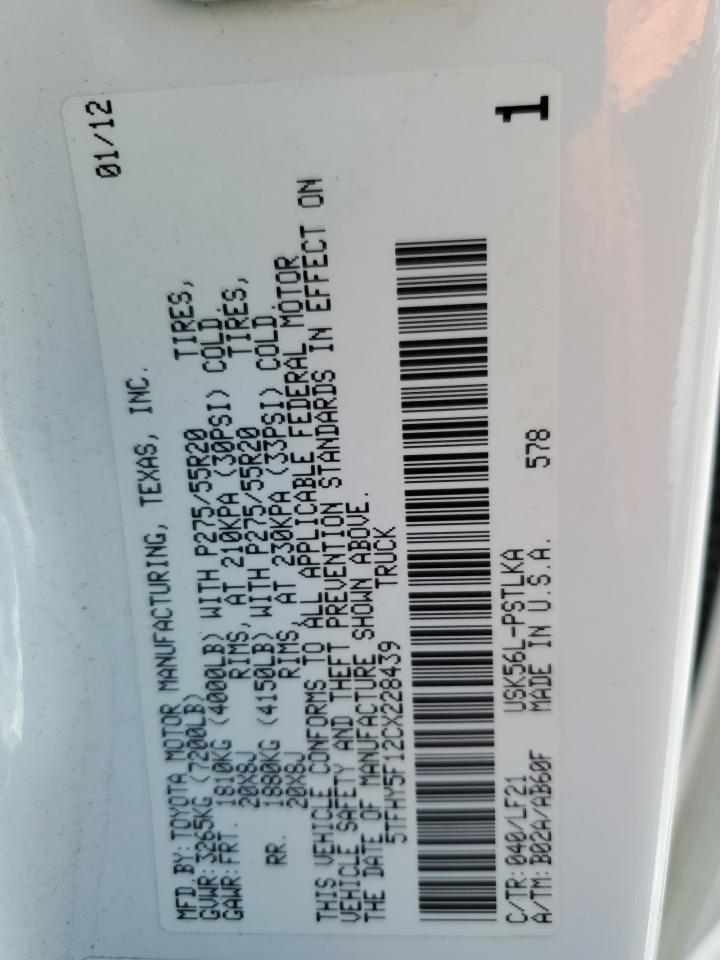 MFD.BY:TOYOTA MOTOR MANUFACTURING, TEXAS, INC. 01/12
GVWR:3265KG (7200LB)
GAWR:FRT. 1810KG (4000LB) WITH P275/55R20 TIRES,
20X8J RIMS, AT 210KPA (30PSI) COLD.
RR. 1880KG (4150LB) WITH P275/55R20 TIRES,
20X8J RIMS, AT 230KPA (33PSI) COLD.
THIS VEHICLE CONFORMS TO ALL APPLICABLE FEDERAL MOTOR
VEHICLE SAFETY AND THEFT PREVENTION STANDARDS IN EFFECT ON
THE DATE OF MANUFACTURE SHOWN ABOVE.
5TFHY5F12CX228439 TRUCK
C/TR:040/LF21 USK56L-PSTLKA
A/TM:B02A/AB60F MADE IN U.S.A. 578
1